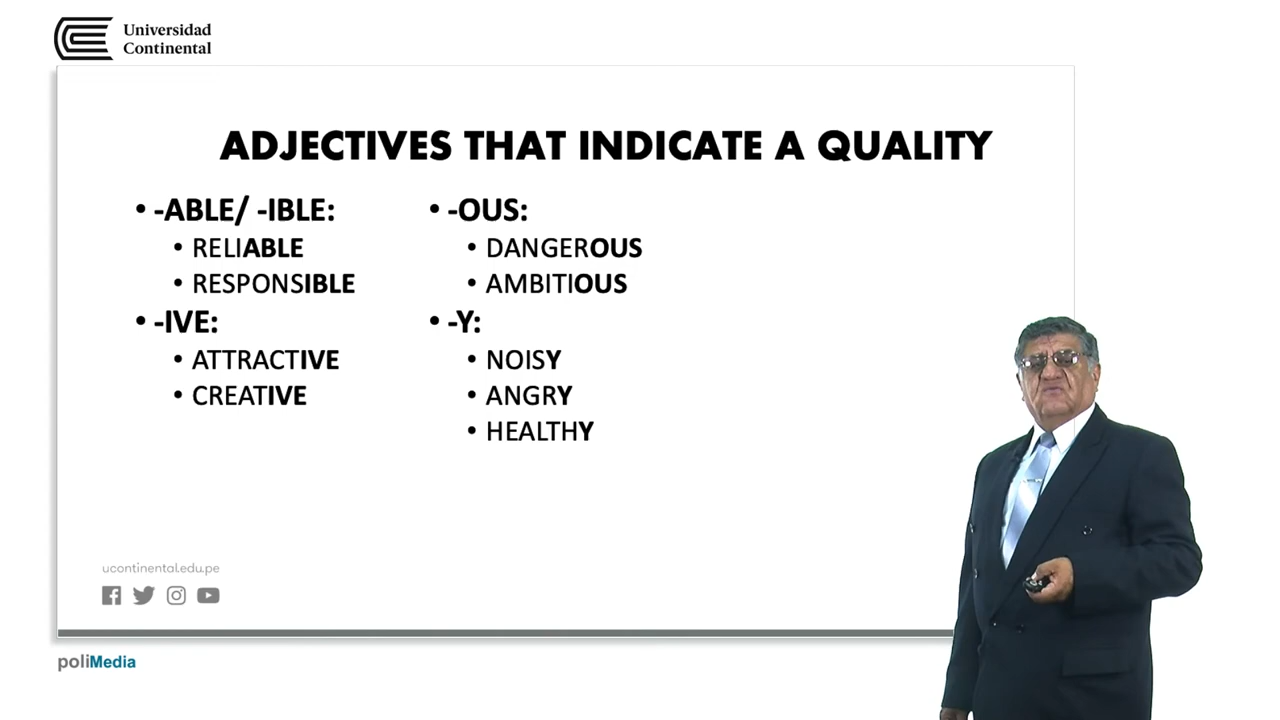 Universidad
Continental
ADJECTIVES THAT INDICATE A QUALITY
• -ABLE/ -IBLE:
• RELIABLE
• RESPONSIBLE
• -IVE:
• ATTRACTIVE
• CREATIVE
• -OUS:
• DANGEROUS
• AMBITIOUS
• -Y:
• NOISY
• ANGRY
• HEALTHY
ucontinental.edu.pe
poliMedia